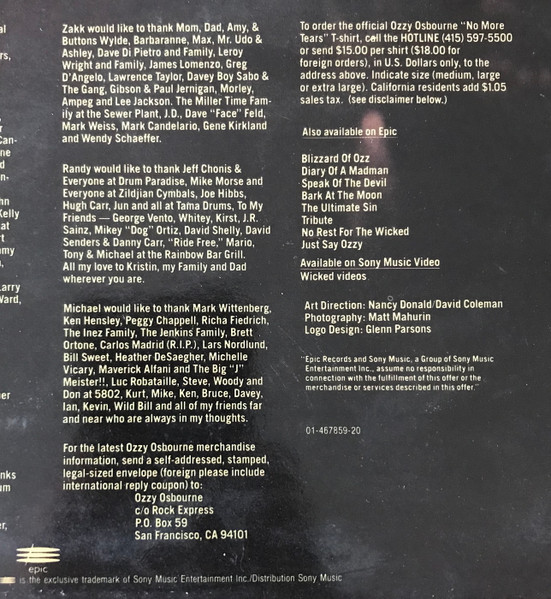 Zakk would like to thank Mom, Dad, Amy, &
Buttons Wylde, Barbaranne, Max, Mr. Udo &
Ashley, Dave Di Pietro and Family, Leroy
Wright and Family, James Lomenzo, Greg
D'Angelo, Lawrence Taylor, Davey Boy Sabo &
The Gang, Gibson & Paul Jernigan, Morley,
Ampeg and Lee Jackson. The Miller Time Fam-
ily at the Sewer Plant, J.D., Dave "Face" Feld,
Mark Weiss, Mark Candelario, Gene Kirkland
and Wendy Schaeffer.
Randy would like to thank Jeff Chonis &
Everyone at Drum Paradise, Mike Morse and
Everyone at Zildjian Cymbals, Joe Hibbs,
Hugh Carr, Jun and all at Tama Drums, To My
Friends — George Vento, Whitey, Kirst, J.R.
Sainz, Mikey "Dog" Ortiz, David Shelly, David
Senders & Danny Carr, "Ride Free," Mario,
Tony & Michael at the Rainbow Bar Grill.
All my love to Kristin, my Family and Dad
wherever you are.
Michael would like to thank Mark Wittenberg,
Ken Hensley, Peggy Chappell, Richa Fiedrich,
The Inez Family, The Jenkins Family, Brett
Ortone, Carlos Madrid (R.I.P.), Lars Nordlund,
Bill Sweet, Heather DeSaegher, Michelle
Vicary, Maverick Alfani and The Big "J"
Meister!!, Luc Robataille, Steve, Woody and
Don at 5802, Kurt, Mike, Ken, Bruce, Davey,
Ian, Kevin, Wild Bill and all of my friends far
and near who are always in my thoughts.
For the latest Ozzy Osbourne merchandise
information, send a self-addressed, stamped,
legal-sized envelope (foreign please include
international reply coupon) to:
Ozzy Osbourne
c/o Rock Express
P.O. Box 59
San Francisco, CA 94101
To order the official Ozzy Osbourne "No More
Tears" T-shirt, call the HOTLINE (415) 597-5500
or send $15.00 per shirt ($18.00 for
foreign orders), in U.S. Dollars only, to the
address above. Indicate size (medium, large
or extra large). California residents add $1.05
sales tax. (see disclaimer below.)
Also available on Epic
Blizzard Of Ozz
Diary Of A Madman
Speak Of The Devil
Bark At The Moon
The Ultimate Sin
Tribute
No Rest For The Wicked
Just Say Ozzy
Available on Sony Music Video
Wicked videos
Art Direction: Nancy Donald/David Coleman
Photography: Matt Mahurin
Logo Design: Glenn Parsons
"Epic Records and Sony Music, a Group of Sony Music
Entertainment Inc., assume no responsibility in
connection with the fulfillment of this offer or the
merchandise or services described in this offer."
01-467859-20
epic
is the exclusive trademark of Sony Music Entertainment Inc./Distribution Sony Music